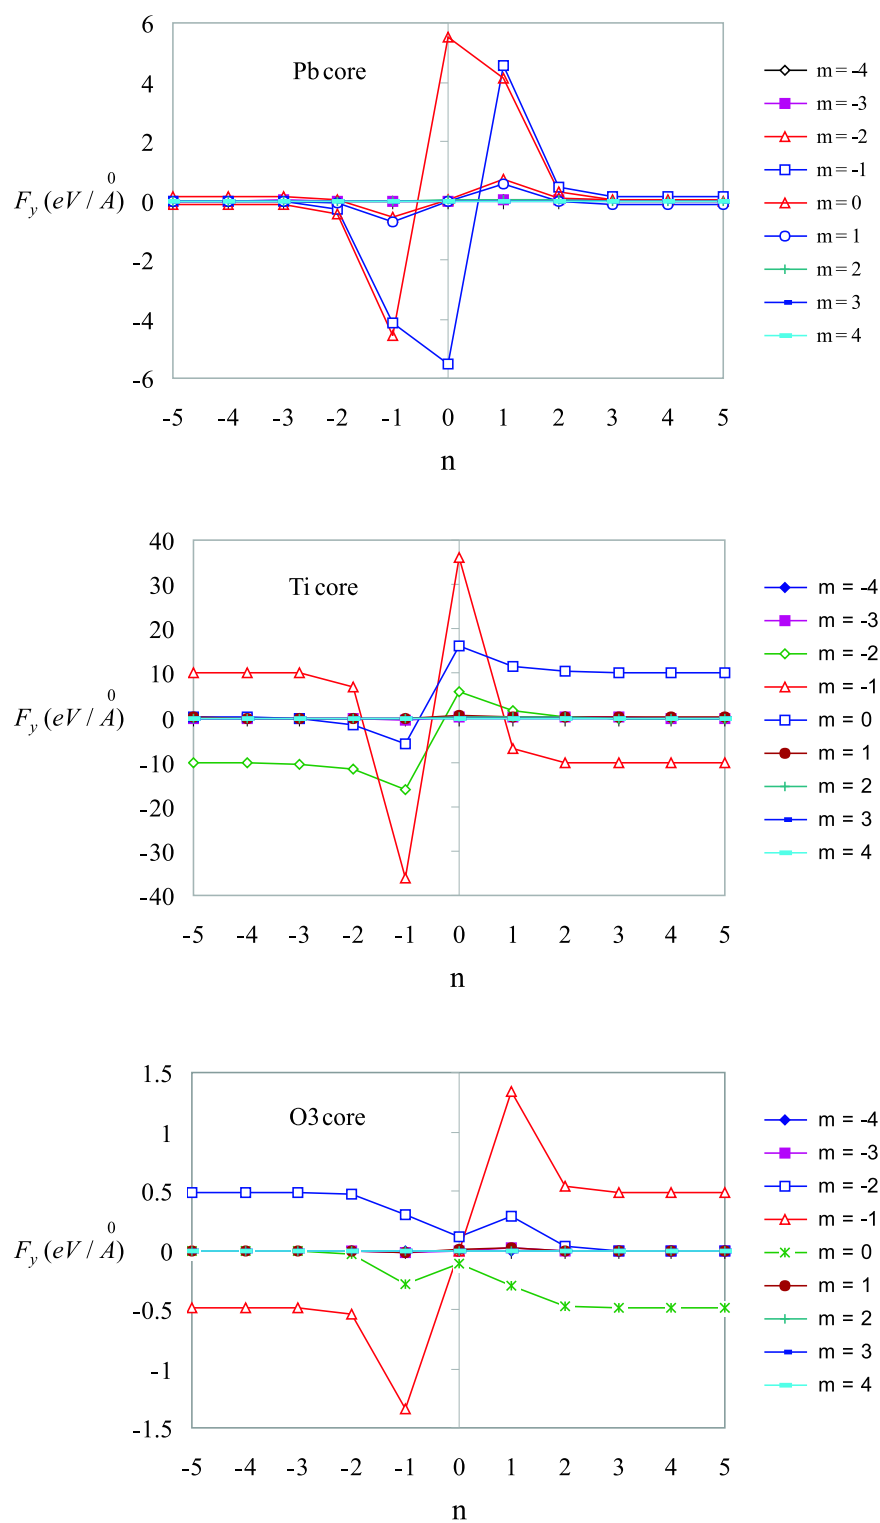 6
4
2
0
-2
-4
-6
Pb core
F_y (eV / A)
0
-5 -4 -3 -2 -1 0 1 2 3 4 5
n
m = -4
m = -3
m = -2
m = -1
m = 0
m = 1
m = 2
m = 3
m = 4
40
30
20
10
0
-10
-20
-30
-40
Ti core
F_y (eV / A)
0
-5 -4 -3 -2 -1 0 1 2 3 4 5
n
m = -4
m = -3
m = -2
m = -1
m = 0
m = 1
m = 2
m = 3
m = 4
1.5
1
0.5
0
-0.5
-1
-1.5
O3 core
F_y (eV / A)
0
-5 -4 -3 -2 -1 0 1 2 3 4 5
n
m = -4
m = -3
m = -2
m = -1
m = 0
m = 1
m = 2
m = 3
m = 4